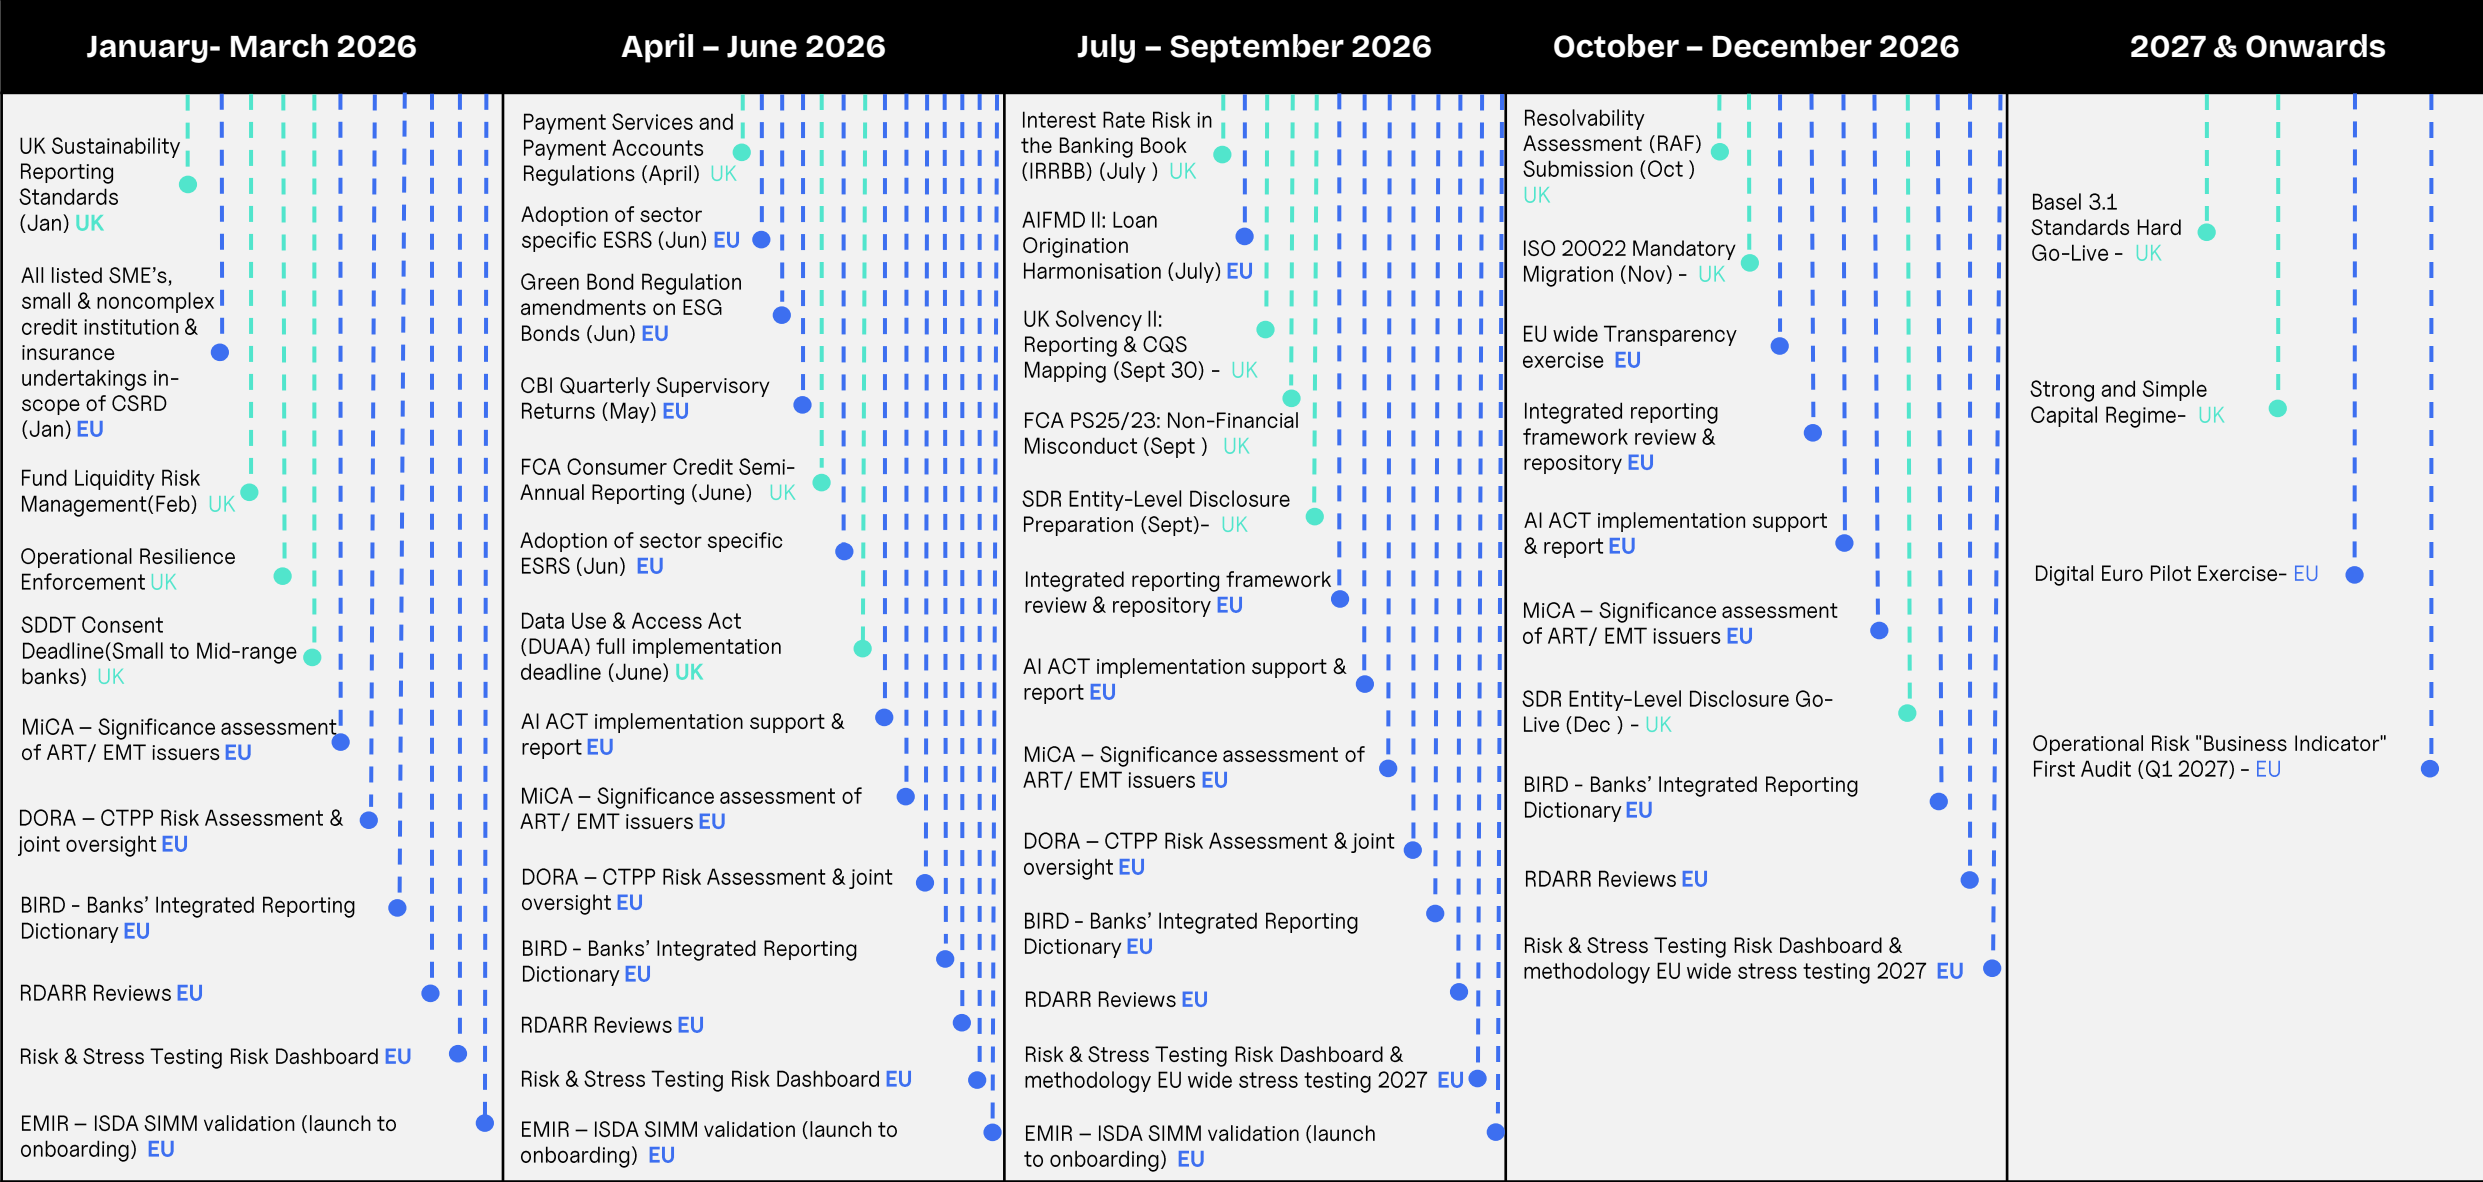 January- March 2026
UK Sustainability
Reporting
Standards
(Jan) UK
All listed SME's,
small & noncomplex
credit institution &
insurance
undertakings in-
scope of CSRD
(Jan) EU
Fund Liquidity Risk
Management(Feb) UK
Operational Resilience
Enforcement UK
SDDT Consent
Deadline(Small to Mid-range
banks) UK
MiCA – Significance assessment
of ART/ EMT issuers EU
DORA – CTPP Risk Assessment &
joint oversight EU
BIRD - Banks' Integrated Reporting
Dictionary EU
RDARR Reviews EU
Risk & Stress Testing Risk Dashboard EU
EMIR – ISDA SIMM validation (launch to
onboarding) EU
April – June 2026
Payment Services and
Payment Accounts
Regulations (April) UK
Adoption of sector
specific ESRS (Jun) EU
Green Bond Regulation
amendments on ESG
Bonds (Jun) EU
CBI Quarterly Supervisory
Returns (May) EU
FCA Consumer Credit Semi-
Annual Reporting (June) UK
Adoption of sector specific
ESRS (Jun) EU
Data Use & Access Act
(DUAA) full implementation
deadline (June) UK
AI ACT implementation support &
report EU
MiCA – Significance assessment of
ART/ EMT issuers EU
DORA – CTPP Risk Assessment & joint
oversight EU
BIRD - Banks' Integrated Reporting
Dictionary EU
RDARR Reviews EU
Risk & Stress Testing Risk Dashboard EU
EMIR – ISDA SIMM validation (launch to
onboarding) EU
July – September 2026
Interest Rate Risk in
the Banking Book
(IRRBB) (July ) UK
AIFMD II: Loan
Origination
Harmonisation (July) EU
UK Solvency II:
Reporting & CQS
Mapping (Sept 30) - UK
FCA PS25/23: Non-Financial
Misconduct (Sept ) UK
SDR Entity-Level Disclosure
Preparation (Sept)- UK
Integrated reporting framework
review & repository EU
AI ACT implementation support &
report EU
MiCA – Significance assessment of
ART/ EMT issuers EU
DORA – CTPP Risk Assessment & joint
oversight EU
BIRD - Banks' Integrated Reporting
Dictionary EU
RDARR Reviews EU
Risk & Stress Testing Risk Dashboard &
methodology EU wide stress testing 2027 EU
EMIR – ISDA SIMM validation (launch
to onboarding) EU
October – December 2026
Resolvability
Assessment (RAF)
Submission (Oct )
UK
ISO 20022 Mandatory
Migration (Nov) - UK
EU wide Transparency
exercise EU
Integrated reporting
framework review &
repository EU
AI ACT implementation support
& report EU
MiCA – Significance assessment
of ART/ EMT issuers EU
SDR Entity-Level Disclosure Go-
Live (Dec ) - UK
BIRD - Banks' Integrated Reporting
Dictionary EU
RDARR Reviews EU
Risk & Stress Testing Risk Dashboard &
methodology EU wide stress testing 2027 EU
2027 & Onwards
Basel 3.1
Standards Hard
Go-Live - UK
Strong and Simple
Capital Regime- UK
Digital Euro Pilot Exercise- EU
Operational Risk "Business Indicator"
First Audit (Q1 2027) - EU